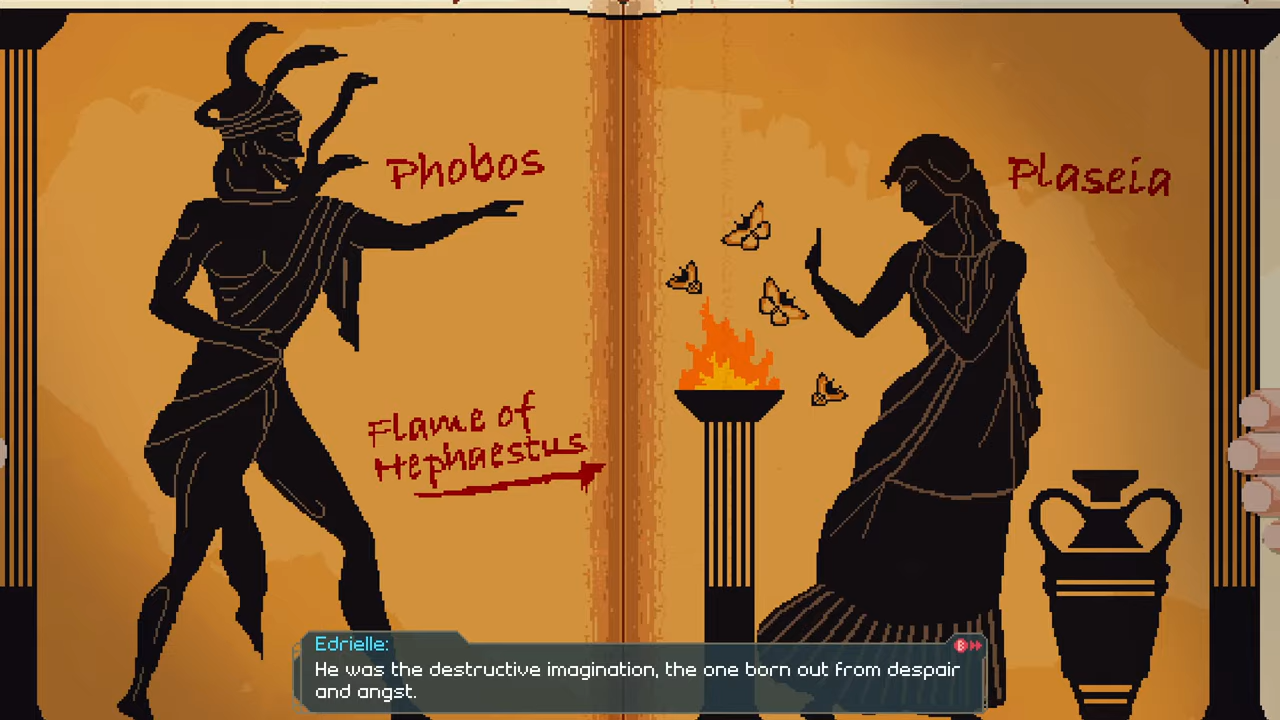 Phobos
Plaseia
Flame of
Hephaestus
Edrielle:
B
He was the destructive imagination, the one born out from despair
and angst.